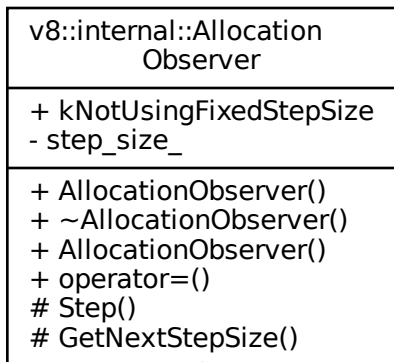 v8::internal::Allocation
Observer
+ kNotUsingFixedStepSize
- step_size_
+ AllocationObserver()
+ ~AllocationObserver()
+ AllocationObserver()
+ operator=()
# Step()
# GetNextStepSize()